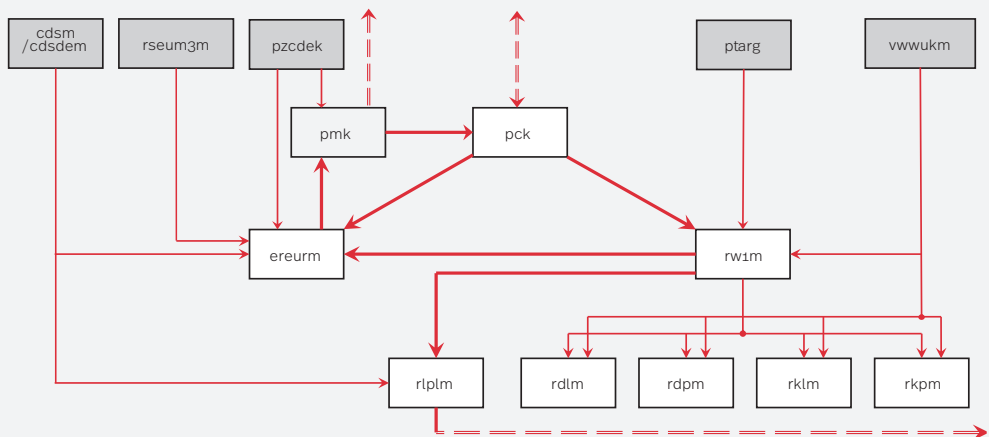 cdsm
/cdsdem
rseum3m
pzcdek
ptarg
vwwukm
pmk
pck
ereurm
rw1m
rlplm
rdlm
rdpm
rklm
rkpm